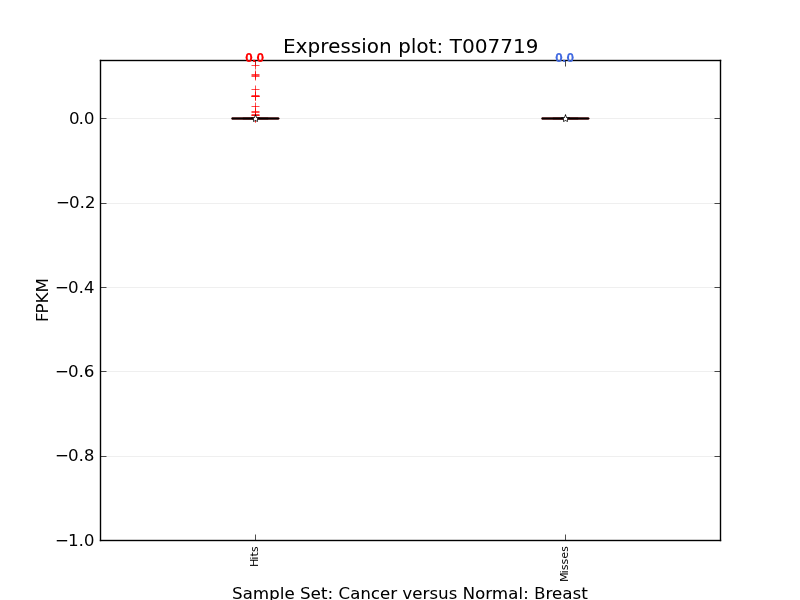 Expression plot: T007719
0.0 0.0
0.0
−0.2
−0.4
−0.6
−0.8
−1.0
FPKM
Hits Misses
Sample Set: Cancer versus Normal: Breast